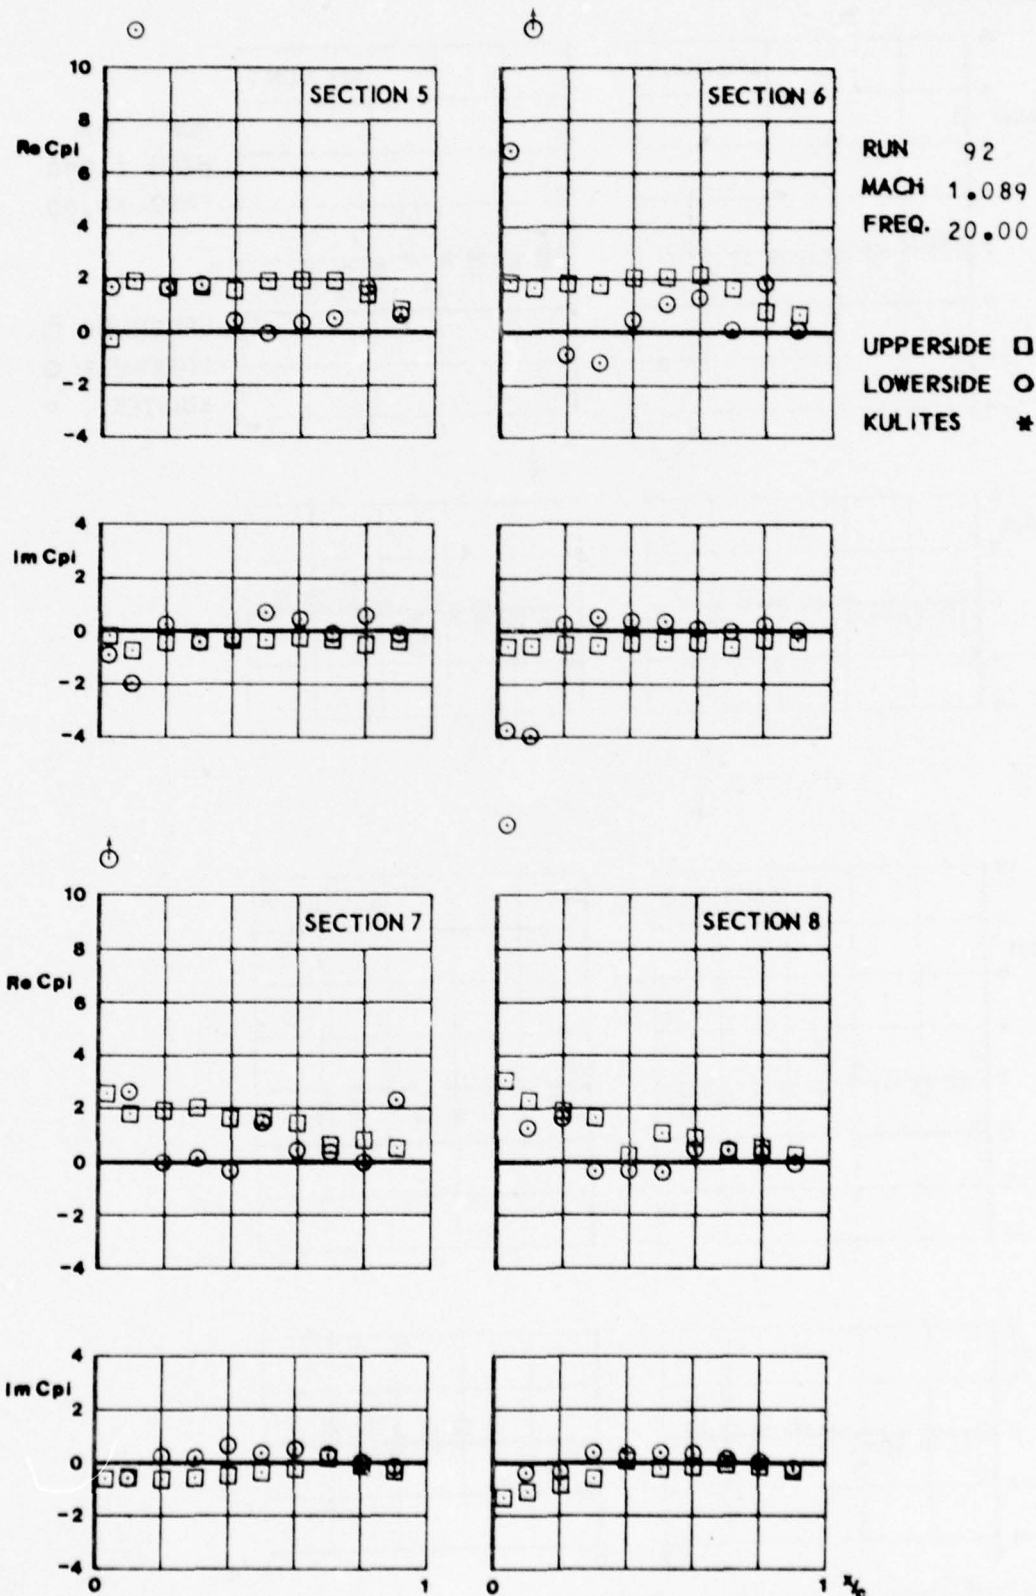 SECTION 5
10
8
Re Cpi
6
4
2
0
-2
-4
SECTION 6
RUN 92
MACH 1.089
FREQ. 20.00
UPPERSIDE
LOWERSIDE
KULITES *
4
Im Cpi
2
0
-2
-4
SECTION 7
10
8
Re Cpi
6
4
2
0
-2
-4
SECTION 8
4
Im Cpi
2
0
-2
-4
0
1
0
1
x/c